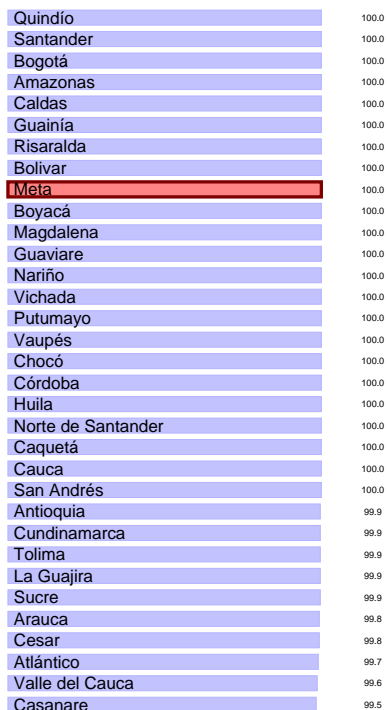 Quindío 100.0
Santander 100.0
Bogotá 100.0
Amazonas 100.0
Caldas 100.0
Guainía 100.0
Risaralda 100.0
Bolivar 100.0
Meta 100.0
Boyacá 100.0
Magdalena 100.0
Guaviare 100.0
Nariño 100.0
Vichada 100.0
Putumayo 100.0
Vaupés 100.0
Chocó 100.0
Córdoba 100.0
Huila 100.0
Norte de Santander 100.0
Caquetá 100.0
Cauca 100.0
San Andrés 100.0
Antioquia 99.9
Cundinamarca 99.9
Tolima 99.9
La Guajira 99.9
Sucre 99.9
Arauca 99.8
Cesar 99.8
Atlántico 99.7
Valle del Cauca 99.6
Casanare 99.5